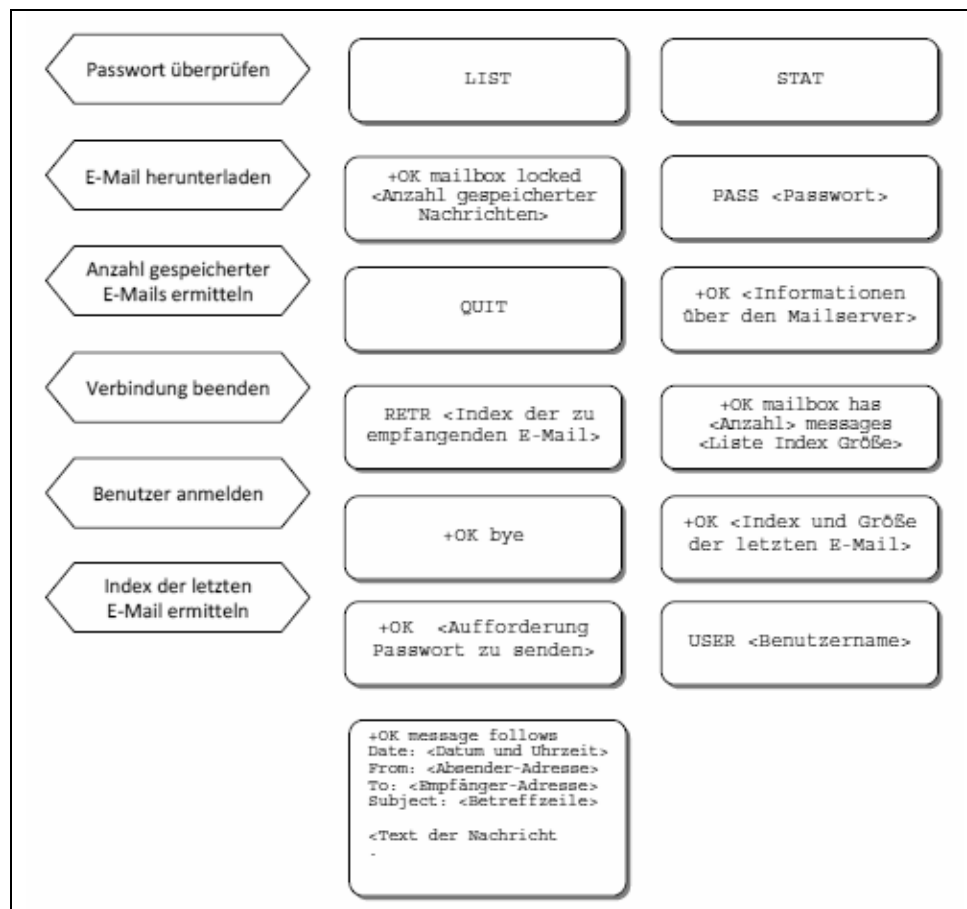 Passwort überprüfen
E-Mail herunterladen
Anzahl gespeicherter
E-Mails ermitteln
Verbindung beenden
Benutzer anmelden
Index der letzten
E-Mail ermitteln
LIST
+OK mailbox locked
<Anzahl gespeicherter
Nachrichten>
QUIT
RETR <Index der zu
empfangenden E-Mail>
+OK bye
+OK <Aufforderung
Passwort zu senden>
+OK message follows
Date: <Datum und Uhrzeit>
From: <Absender-Adresse>
To: <Empfänger-Adresse>
Subject: <Betreffzeile>
<Text der Nachricht
.
STAT
PASS <Passwort>
+OK <Informationen
über den Mailserver>
+OK mailbox has
<Anzahl> messages
<Liste Index Größe>
+OK <Index und Größe
der letzten E-Mail>
USER <Benutzername>